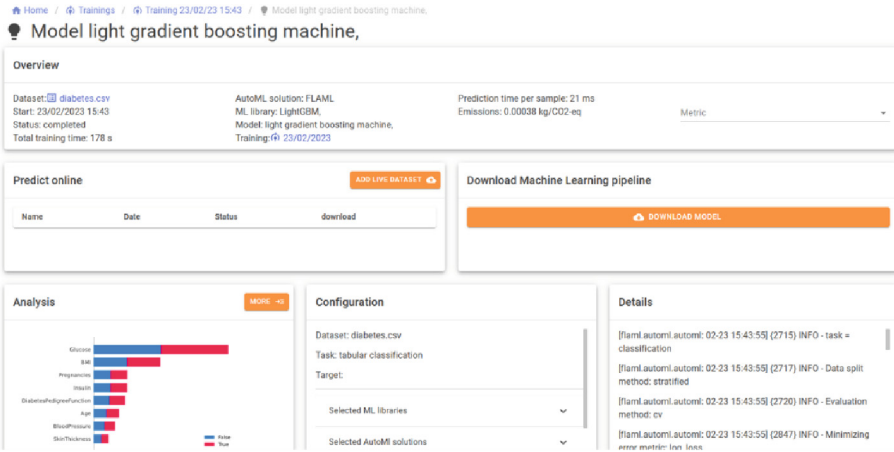 Home / Trainings / Training 23/02/23 15:43 / Model light gradient boosting machine,
Model light gradient boosting machine,
Overview
Dataset: diabetes.csv
Start: 23/02/2023 15:43
Status: completed
Total training time: 178 s
AutoML solution: FLAML
ML library: LightGBM,
Model: light gradient boosting machine,
Training: 23/02/2023
Prediction time per sample: 21 ms
Emissions: 0.00038 kg/CO2-eq
Metric
Predict online
ADD LIVE DATASET
Name Date Status download
Download Machine Learning pipeline
DOWNLOAD MODEL
Analysis
MORE
Glucose
BMI
Pregnancies
Insulin
DiabetesPedigreeFunction
Age
BloodPressure
SkinThickness
False
True
Configuration
Dataset: diabetes.csv
Task: tabular classification
Target:
Selected ML libraries
Selected AutoMl solutions
Details
[flaml.automl.automl: 02-23 15:43:55] {2715} INFO - task =
classification
[flaml.automl.automl: 02-23 15:43:55] {2717} INFO - Data split
method: stratified
[flaml.automl.automl: 02-23 15:43:55] {2720} INFO - Evaluation
method: cv
[flaml.automl.automl: 02-23 15:43:55] {2847} INFO - Minimizing
error metric: log_loss